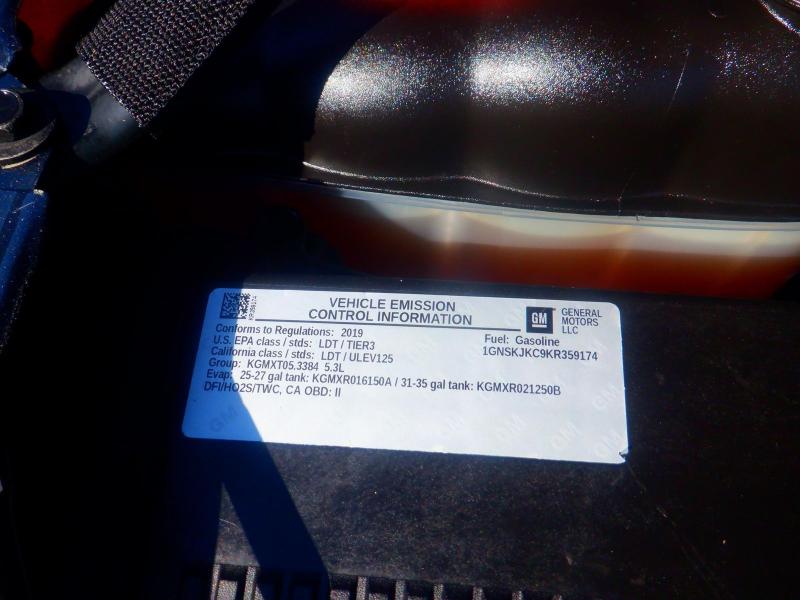 VEHICLE EMISSION
CONTROL INFORMATION
GM
GENERAL
MOTORS
LLC
Conforms to Regulations: 2019
U.S. EPA class / stds: LDT / TIER3
California class / stds: LDT / ULEV125
Group: KGMXT05.3384 5.3L
Evap: 25-27 gal tank: KGMXR016150A / 31-35 gal tank: KGMXR021250B
DFI/HO2S/TWC, CA OBD: II
Fuel: Gasoline
1GNSKJKC9KR359174